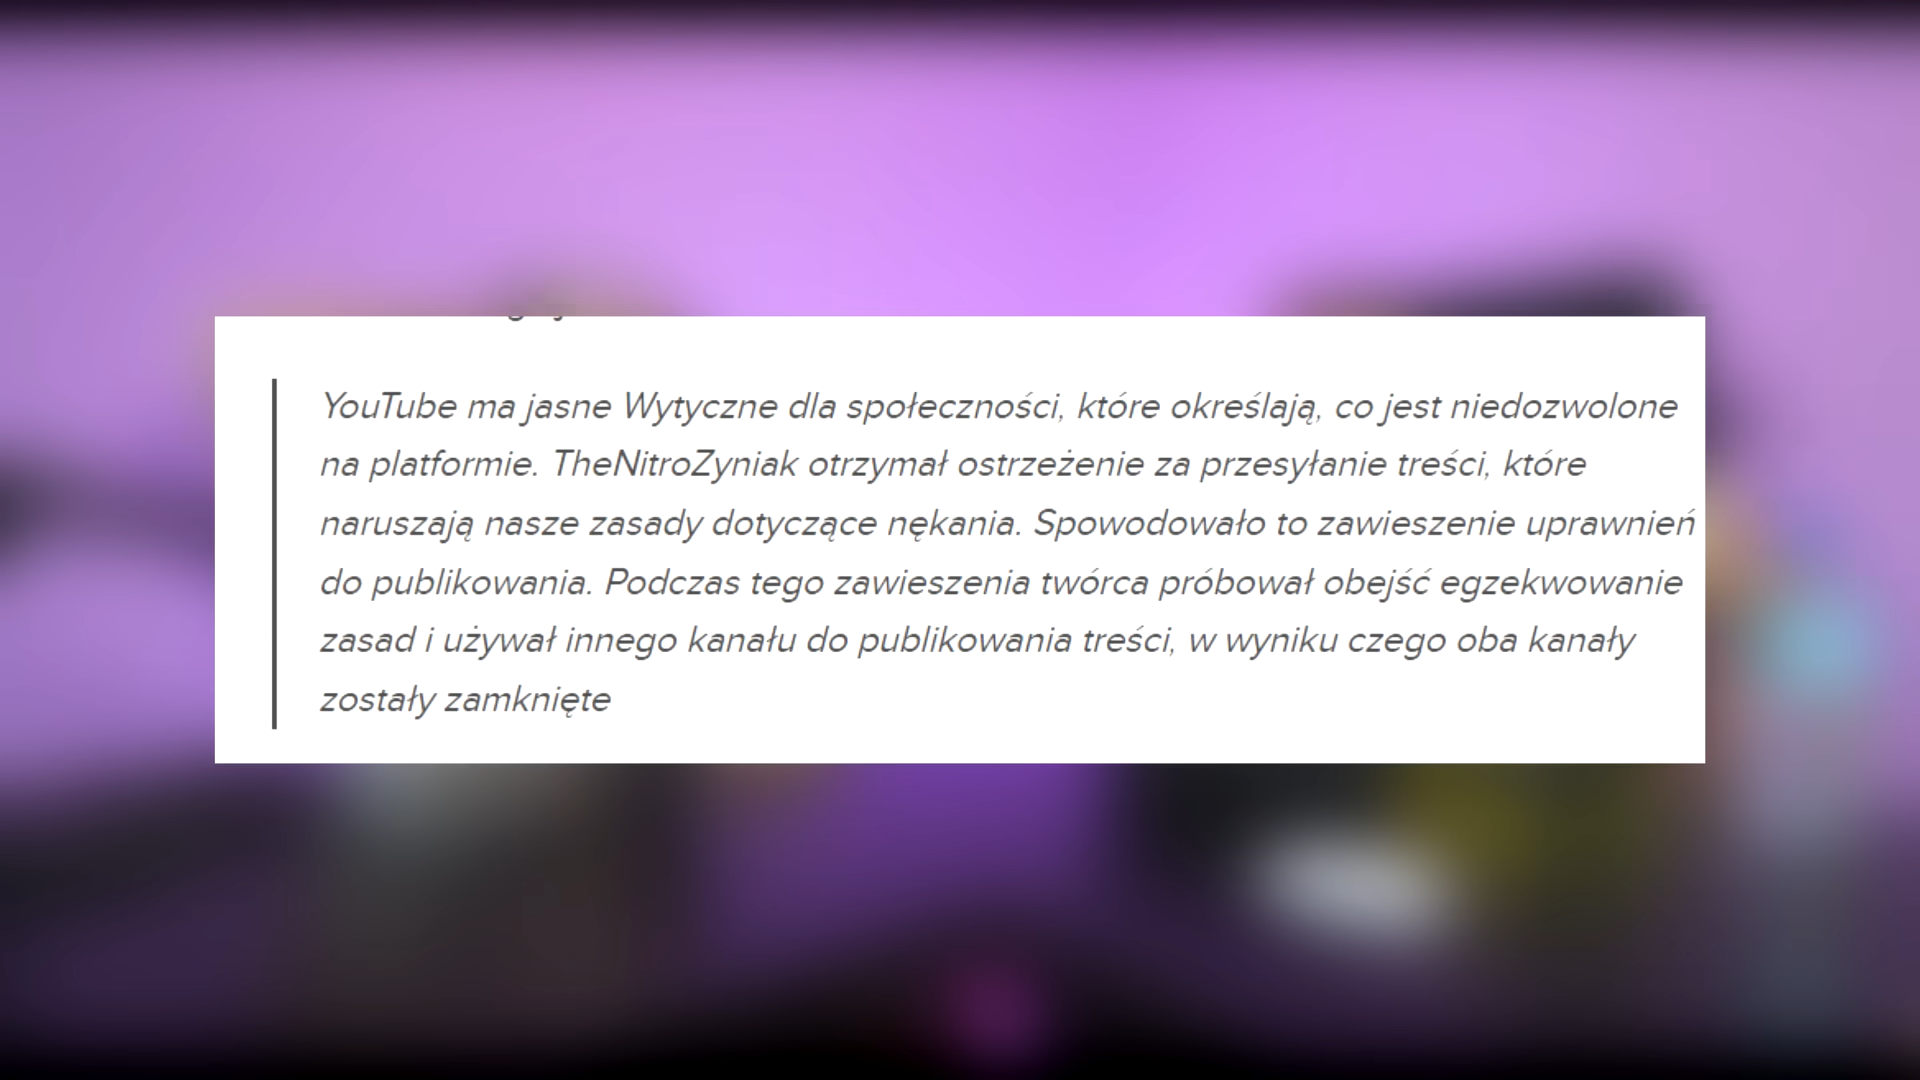 YouTube ma jasne Wytyczne dla społeczności, które określają, co jest niedozwolone
na platformie. TheNitroZyniak otrzymał ostrzeżenie za przesyłanie treści, które
naruszają nasze zasady dotyczące nękania. Spowodowało to zawieszenie uprawnień
do publikowania. Podczas tego zawieszenia twórca próbował obejść egzekwowanie
zasad i używał innego kanału do publikowania treści, w wyniku czego oba kanały
zostały zamknięte